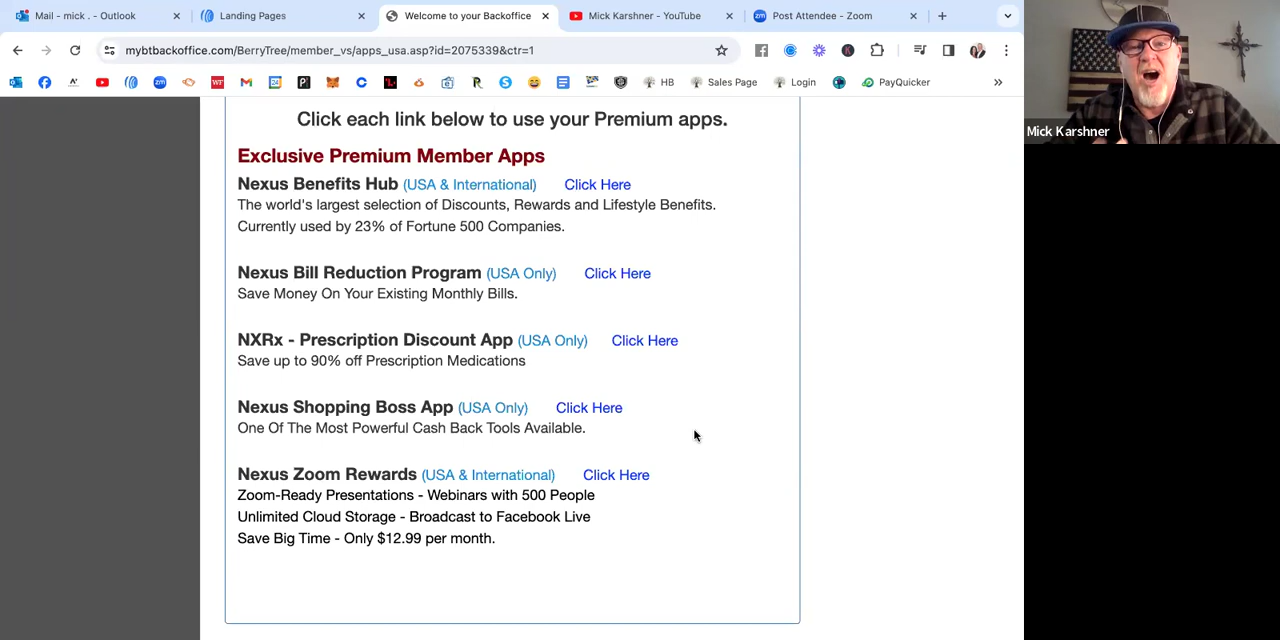 Mail - mick . - Outlook
Landing Pages
Welcome to your Backoffice
Mick Karshner - YouTube
zm
Post Attendee - Zoom
mybtbackoffice.com/BerryTree/member_vs/apps_usa.asp?id=2075339&ctr=1
HB
Sales Page
Login
PayQuicker
Mick Karshner
Click each link below to use your Premium apps.
Exclusive Premium Member Apps
Nexus Benefits Hub (USA & International) Click Here
The world's largest selection of Discounts, Rewards and Lifestyle Benefits.
Currently used by 23% of Fortune 500 Companies.
Nexus Bill Reduction Program (USA Only) Click Here
Save Money On Your Existing Monthly Bills.
NXRx - Prescription Discount App (USA Only) Click Here
Save up to 90% off Prescription Medications
Nexus Shopping Boss App (USA Only) Click Here
One Of The Most Powerful Cash Back Tools Available.
Nexus Zoom Rewards (USA & International) Click Here
Zoom-Ready Presentations - Webinars with 500 People
Unlimited Cloud Storage - Broadcast to Facebook Live
Save Big Time - Only $12.99 per month.